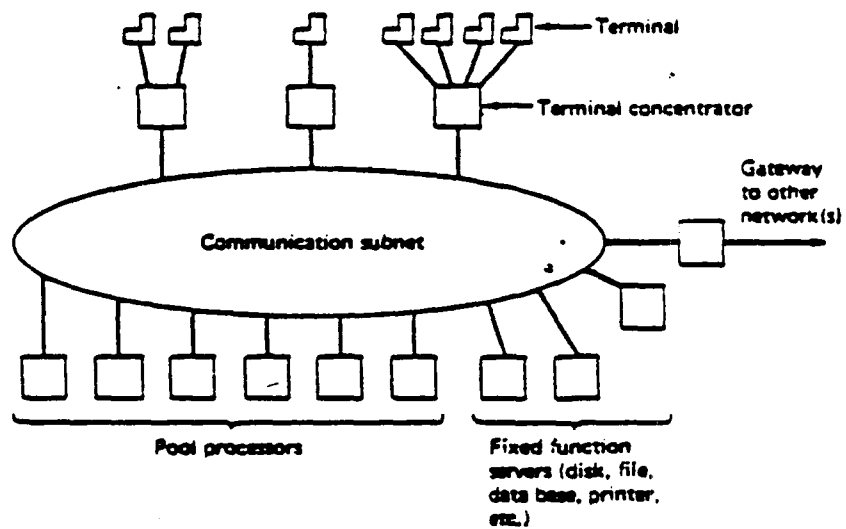 Terminal
Terminal concentrator
Gateway
to other
network(s)
Communication subnet
Pool processors
Fixed function
servers (disk, file,
data base, printer,
etc.)